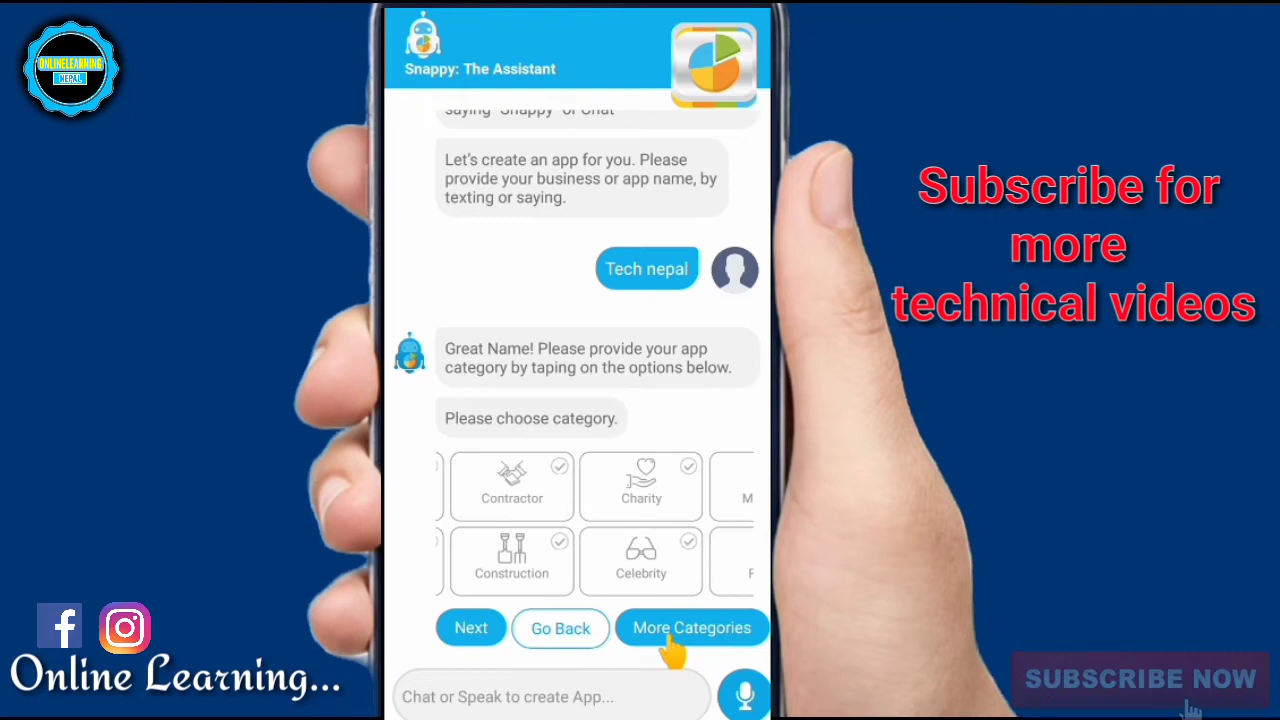 ONLINELEARNING
NEPAL
Snappy: The Assistant
saying "Snappy" or Chat
Let's create an app for you. Please
provide your business or app name, by
texting or saying.
Tech nepal
Great Name! Please provide your app
category by taping on the options below.
Please choose category.
Contractor
Charity
M
Construction
Celebrity
F
Next
Go Back
More Categories
Chat or Speak to create App...
Subscribe for
more
technical videos
f
Online Learning...
SUBSCRIBE NOW